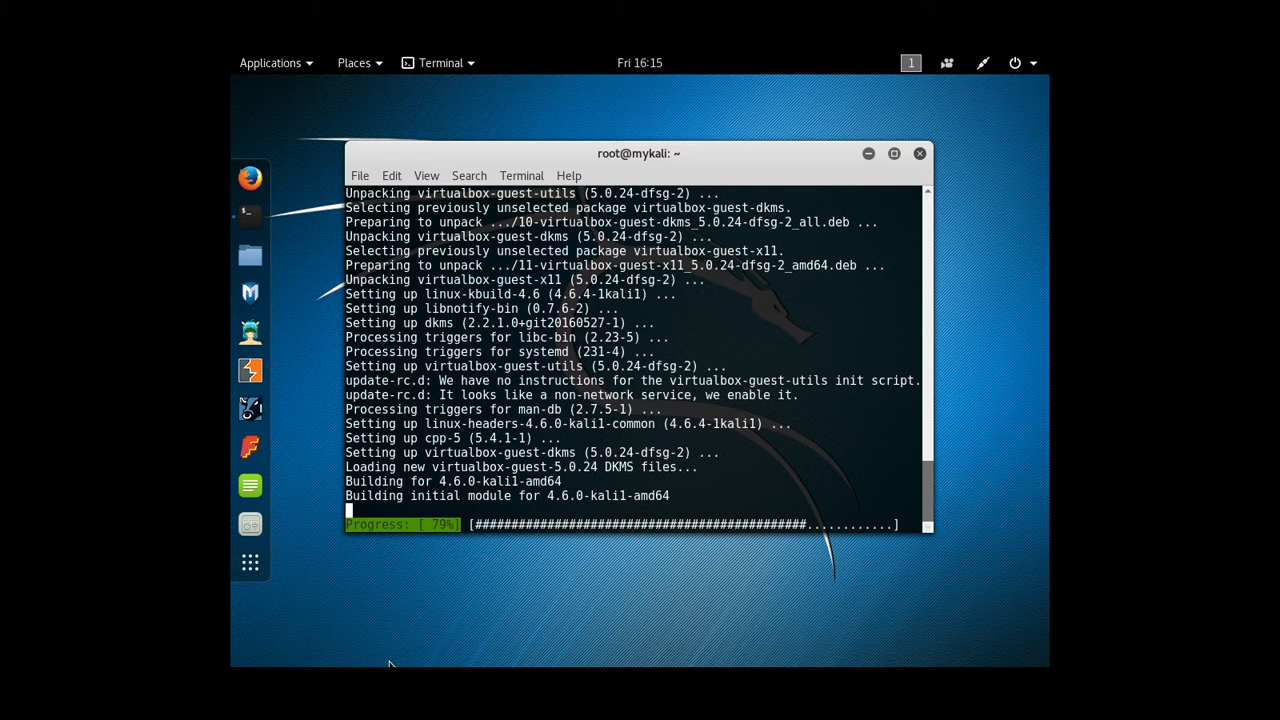 Applications Places Terminal Fri 16:15 1
root@mykali: ~
File Edit View Search Terminal Help
Unpacking virtualbox-guest-utils (5.0.24-dfsg-2) ...
Selecting previously unselected package virtualbox-guest-dkms.
Preparing to unpack .../10-virtualbox-guest-dkms_5.0.24-dfsg-2_all.deb ...
Unpacking virtualbox-guest-dkms (5.0.24-dfsg-2) ...
Selecting previously unselected package virtualbox-guest-x11.
Preparing to unpack .../11-virtualbox-guest-x11_5.0.24-dfsg-2_amd64.deb ...
Unpacking virtualbox-guest-x11 (5.0.24-dfsg-2) ...
Setting up linux-kbuild-4.6 (4.6.4-1kali1) ...
Setting up libnotify-bin (0.7.6-2) ...
Setting up dkms (2.2.1.0+git20160527-1) ...
Processing triggers for libc-bin (2.23-5) ...
Processing triggers for systemd (231-4) ...
Setting up virtualbox-guest-utils (5.0.24-dfsg-2) ...
update-rc.d: We have no instructions for the virtualbox-guest-utils init script.
update-rc.d: It looks like a non-network service, we enable it.
Processing triggers for man-db (2.7.5-1) ...
Setting up linux-headers-4.6.0-kali1-common (4.6.4-1kali1) ...
Setting up cpp-5 (5.4.1-1) ...
Setting up virtualbox-guest-dkms (5.0.24-dfsg-2) ...
Loading new virtualbox-guest-5.0.24 DKMS files...
Building for 4.6.0-kali1-amd64
Building initial module for 4.6.0-kali1-amd64
Progress: [ 79%] [##############################################............]